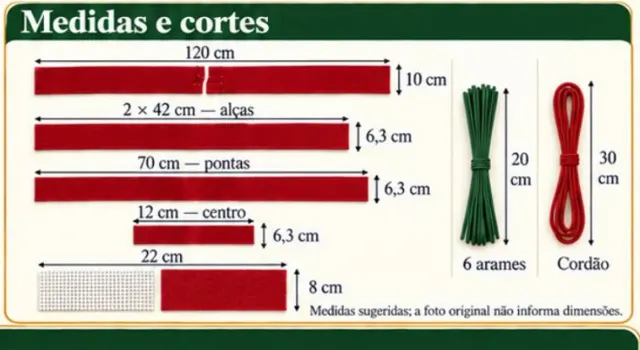 Medidas e cortes
120 cm
10 cm
2 × 42 cm — alças
6,3 cm
70 cm — pontas
6,3 cm
12 cm — centro
6,3 cm
22 cm
8 cm
20
cm
6 arames
30
cm
Cordão
Medidas sugeridas; a foto original não informa dimensões.